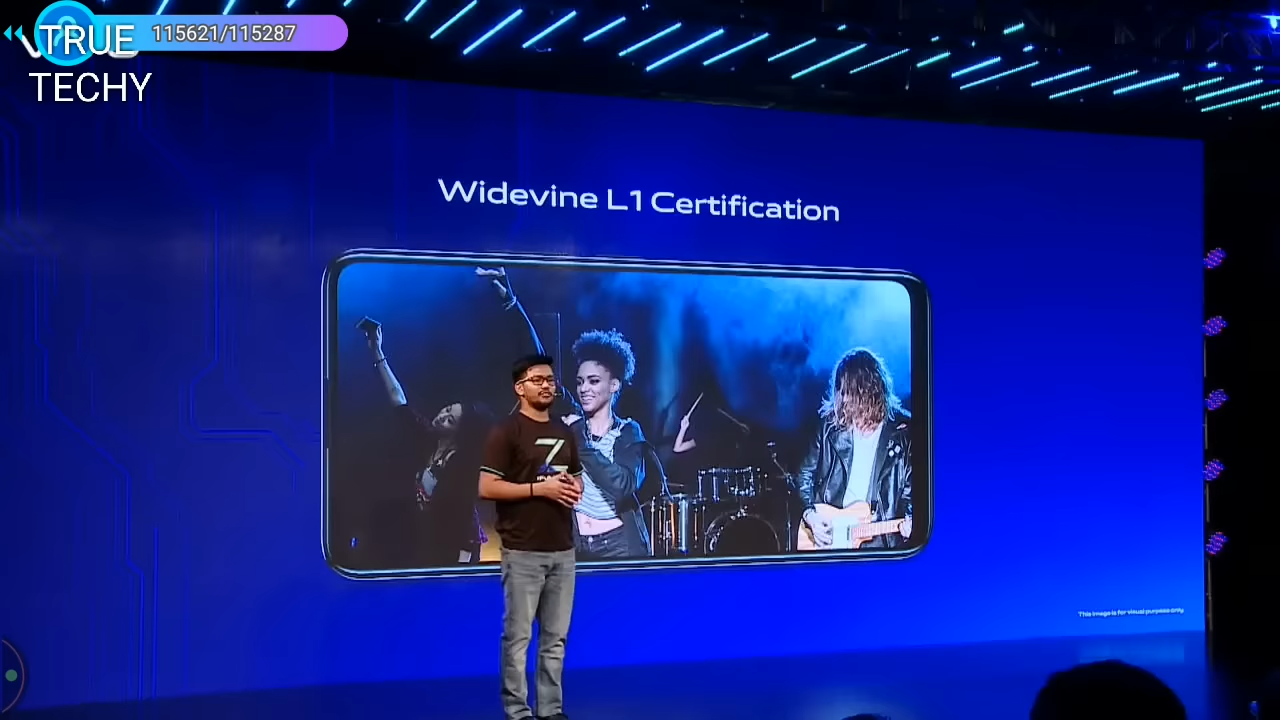 TRUE
TECHY
115621/115287
Widevine L1 Certification
Z
This image is for visual purpose only.